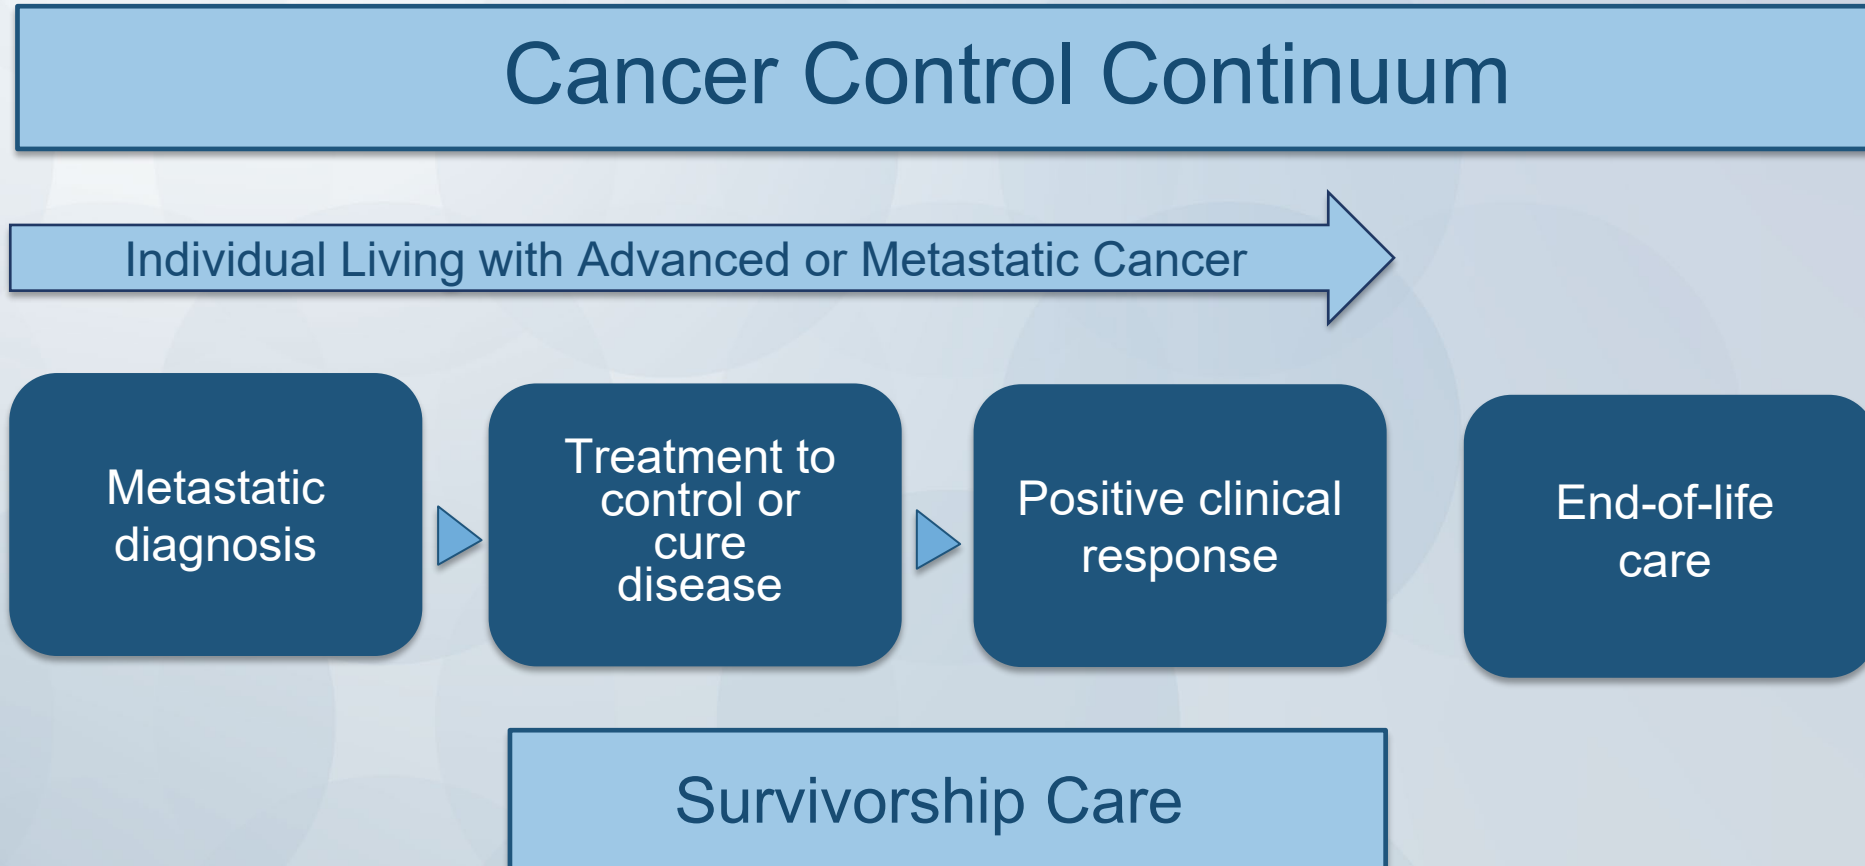 Cancer Control Continuum
Individual Living with Advanced or Metastatic Cancer
Metastatic
diagnosis
Treatment to
control or
cure
disease
Positive clinical
response
End-of-life
care
Survivorship Care